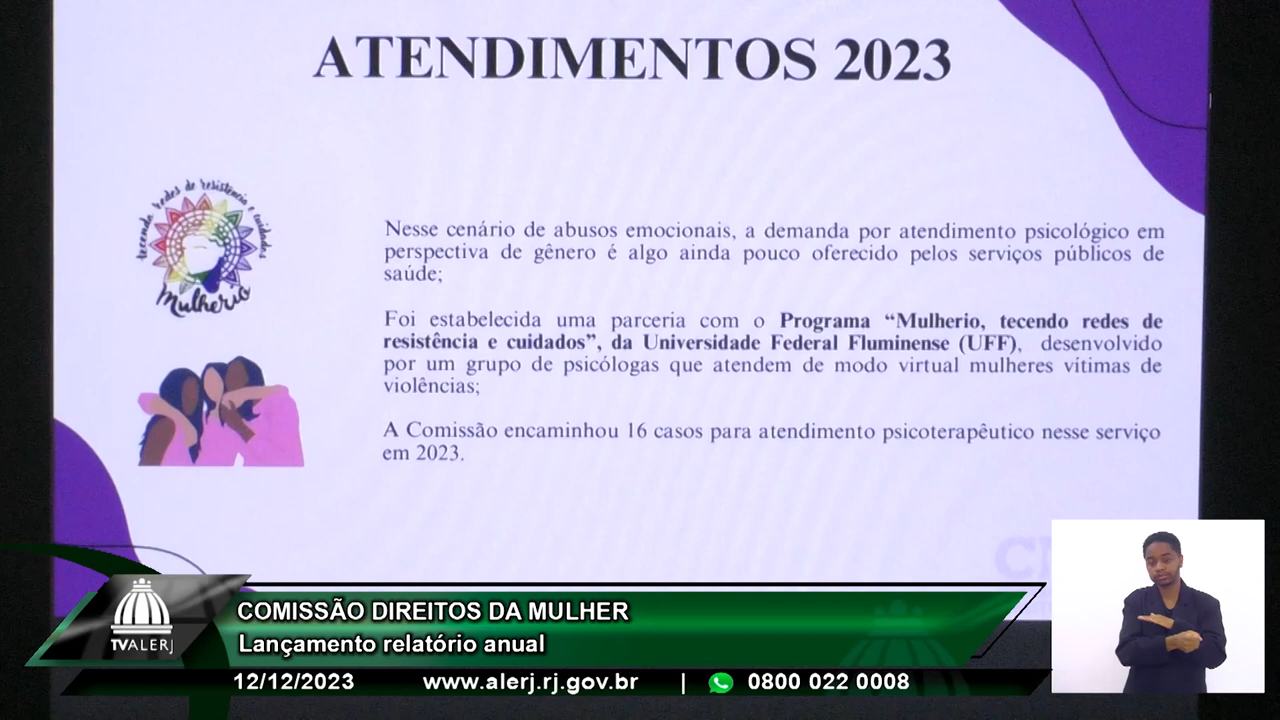 ATENDIMENTOS 2023
tecendo redes de resistência e cuidados
Mulherio
Nesse cenário de abusos emocionais, a demanda por atendimento psicológico em
perspectiva de gênero é algo ainda pouco oferecido pelos serviços públicos de
saúde;
Foi estabelecida uma parceria com o Programa “Mulherio, tecendo redes de
resistência e cuidados”, da Universidade Federal Fluminense (UFF), desenvolvido
por um grupo de psicólogas que atendem de modo virtual mulheres vítimas de
violências;
A Comissão encaminhou 16 casos para atendimento psicoterapêutico nesse serviço
em 2023.
COMISSÃO DIREITOS DA MULHER
Lançamento relatório anual
TVALERJ
12/12/2023 www.alerj.rj.gov.br | 0800 022 0008